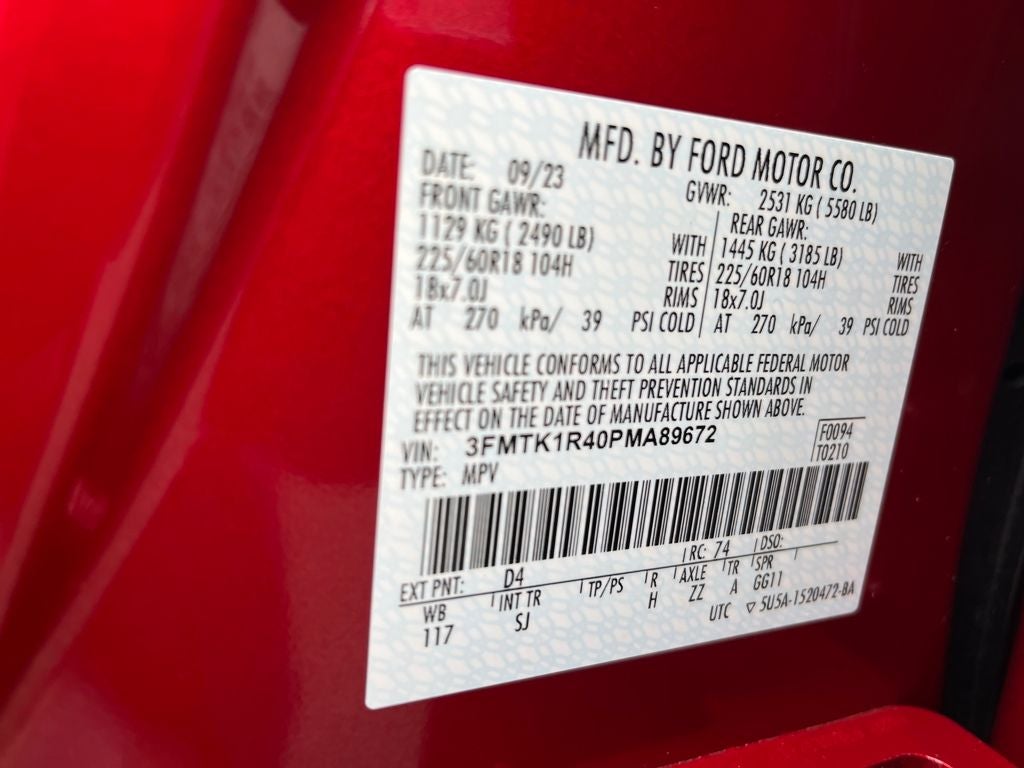 MFD. BY FORD MOTOR CO.
DATE: 09/23 GVWR: 2531 KG ( 5580 LB)
FRONT GAWR: REAR GAWR:
1129 KG ( 2490 LB) WITH 1445 KG ( 3185 LB) WITH
225/60R18 104H TIRES 225/60R18 104H TIRES
18x7.0J RIMS 18x7.0J RIMS
AT 270 kPa/ 39 PSI COLD AT 270 kPa/ 39 PSI COLD
THIS VEHICLE CONFORMS TO ALL APPLICABLE FEDERAL MOTOR
VEHICLE SAFETY AND THEFT PREVENTION STANDARDS IN
EFFECT ON THE DATE OF MANUFACTURE SHOWN ABOVE.
VIN: 3FMTK1R40PMA89672 F0094
TYPE: MPV T0210
EXT PNT: D4 RC: 74 DSO:
WB INT TR TP/PS R AXLE TR SPR
117 SJ H ZZ A GG11
UTC ▽ 5U5A-1520472-BA